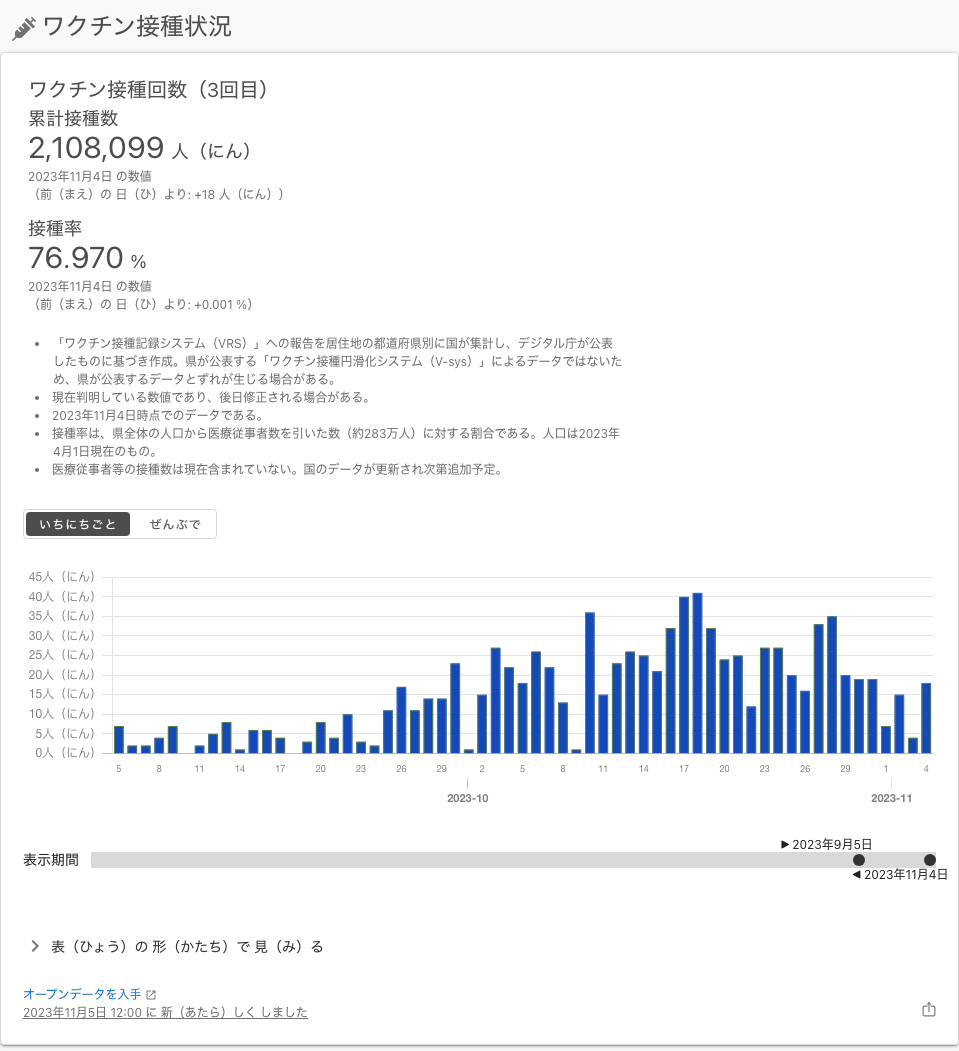 ワクチン接種状況
ワクチン接種回数（3回目）
累計接種数
2,108,099 人（にん）
2023年11月4日 の数値
（前（まえ）の 日（ひ）より: +18 人（にん））
接種率
76.970 %
2023年11月4日 の数値
（前（まえ）の 日（ひ）より: +0.001 %）
• 「ワクチン接種記録システム（VRS）」への報告を居住地の都道府県別に国が集計し、デジタル庁が公表
したものに基づき作成。県が公表する「ワクチン接種円滑化システム（V-sys）」によるデータではないた
め、県が公表するデータとずれが生じる場合がある。
• 現在判明している数値であり、後日修正される場合がある。
• 2023年11月4日時点でのデータである。
• 接種率は、県全体の人口から医療従事者数を引いた数（約283万人）に対する割合である。人口は2023年
4月1日現在のもの。
• 医療従事者等の接種数は現在含まれていない。国のデータが更新され次第追加予定。
いちにちごと ぜんぶで
45人（にん）
40人（にん）
35人（にん）
30人（にん）
25人（にん）
20人（にん）
15人（にん）
10人（にん）
5人（にん）
0人（にん）
5 8 11 14 17 20 23 26 29 2 5 8 11 14 17 20 23 26 29 1 4
2023-10 2023-11
▶ 2023年9月5日
表示期間
◀ 2023年11月4日
表（ひょう）の 形（かたち）で 見（み）る
オープンデータを入手
2023年11月5日 12:00 に 新（あたら）しく しました